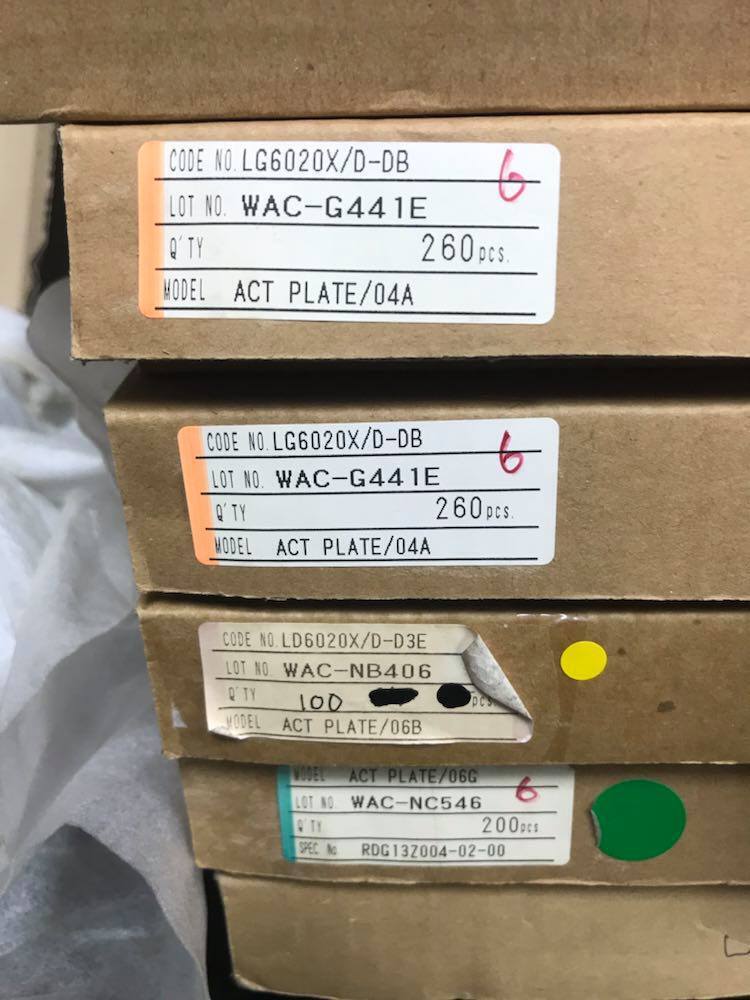 CODE NO. LG6020X/D-DB
6
LOT NO. WAC-G441E
Q'TY 260pcs.
MODEL ACT PLATE/04A
CODE NO. LG6020X/D-DB
6
LOT NO. WAC-G441E
Q'TY 260pcs.
MODEL ACT PLATE/04A
CODE NO. LD6020X/D-D3E
LOT NO. WAC-NB406
Q'TY 100 pcs
MODEL ACT PLATE/06B
MODEL ACT PLATE/06G
6
LOT NO. WAC-NC546
Q'TY 200pcs
SPEC No RDG13Z004-02-00